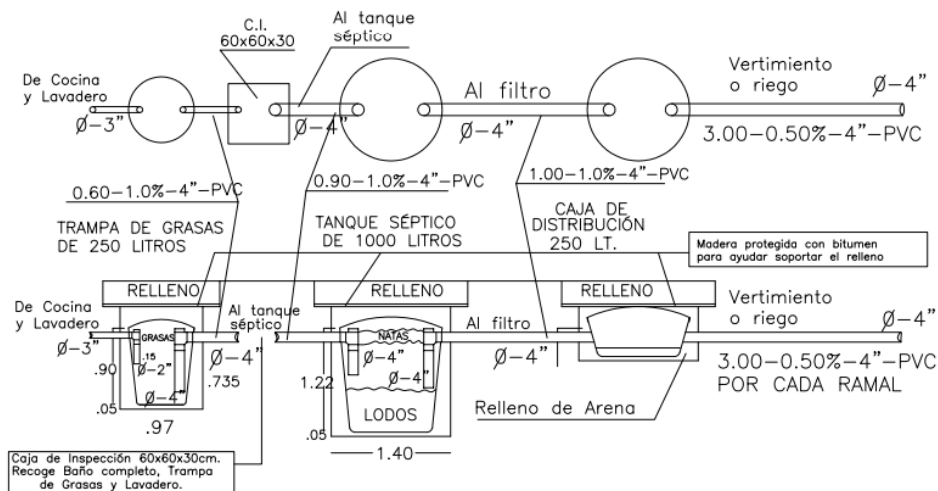 C.I.
60x60x30
Al tanque
séptico
De Cocina
y Lavadero
Ø-3"
Ø-4"
Al filtro
Ø-4"
Vertimiento
o riego
Ø-4"
3.00-0.50%-4"-PVC
0.60-1.0%-4"-PVC
0.90-1.0%-4"-PVC
1.00-1.0%-4"-PVC
TRAMPA DE GRASAS
DE 250 LITROS
TANQUE SÉPTICO
DE 1000 LITROS
CAJA DE
DISTRIBUCIÓN
250 LT.
Madera protegida con bitumen
para ayudar soportar el relleno
RELLENO
RELLENO
RELLENO
De Cocina
y Lavadero
Ø-3"
GRASAS
.15
Ø-2"
Ø-4"
.90
.05
.97
Al tanque
séptico
Ø-4"
.735
NATAS
Ø-4"
Ø-4"
LODOS
1.22
.05
1.40
Al filtro
Ø-4"
Vertimiento
o riego
Ø-4"
3.00-0.50%-4"-PVC
POR CADA RAMAL
Relleno de Arena
Caja de Inspección 60x60x30cm.
Recoge Baño completo, Trampa
de Grasas y Lavadero.